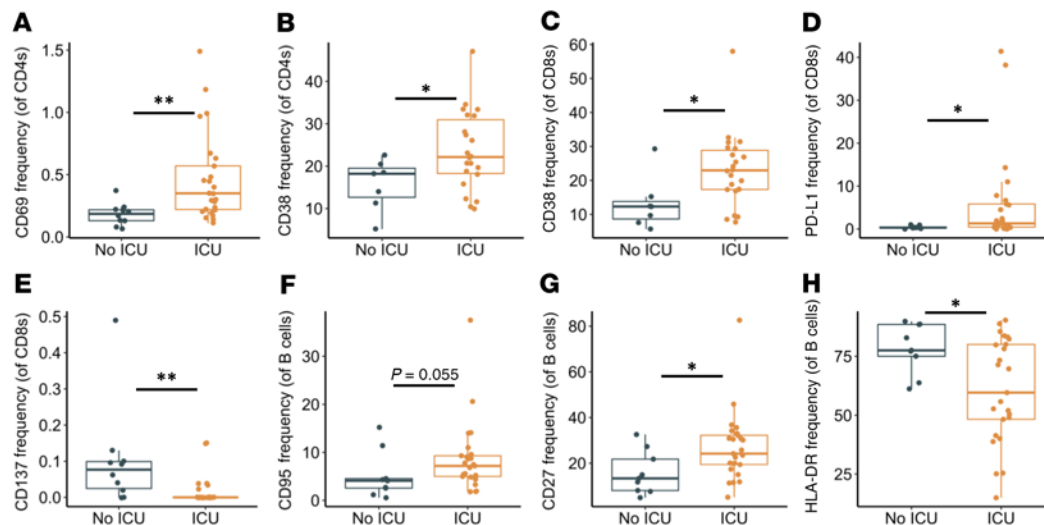 A
CD69 frequency (of CD4s)
1.5
1.0
0.5
0.0
**
No ICU
ICU
B
CD38 frequency (of CD4s)
40
30
20
10
*
No ICU
ICU
C
CD38 frequency (of CD8s)
60
50
40
30
20
10
*
No ICU
ICU
D
PD-L1 frequency (of CD8s)
40
30
20
10
0
*
No ICU
ICU
E
CD137 frequency (of CD8s)
0.5
0.4
0.3
0.2
0.1
0.0
**
No ICU
ICU
F
CD95 frequency (of B cells)
30
20
10
0
P = 0.055
No ICU
ICU
G
CD27 frequency (of B cells)
80
60
40
20
*
No ICU
ICU
H
HLA-DR frequency (of B cells)
75
50
25
*
No ICU
ICU